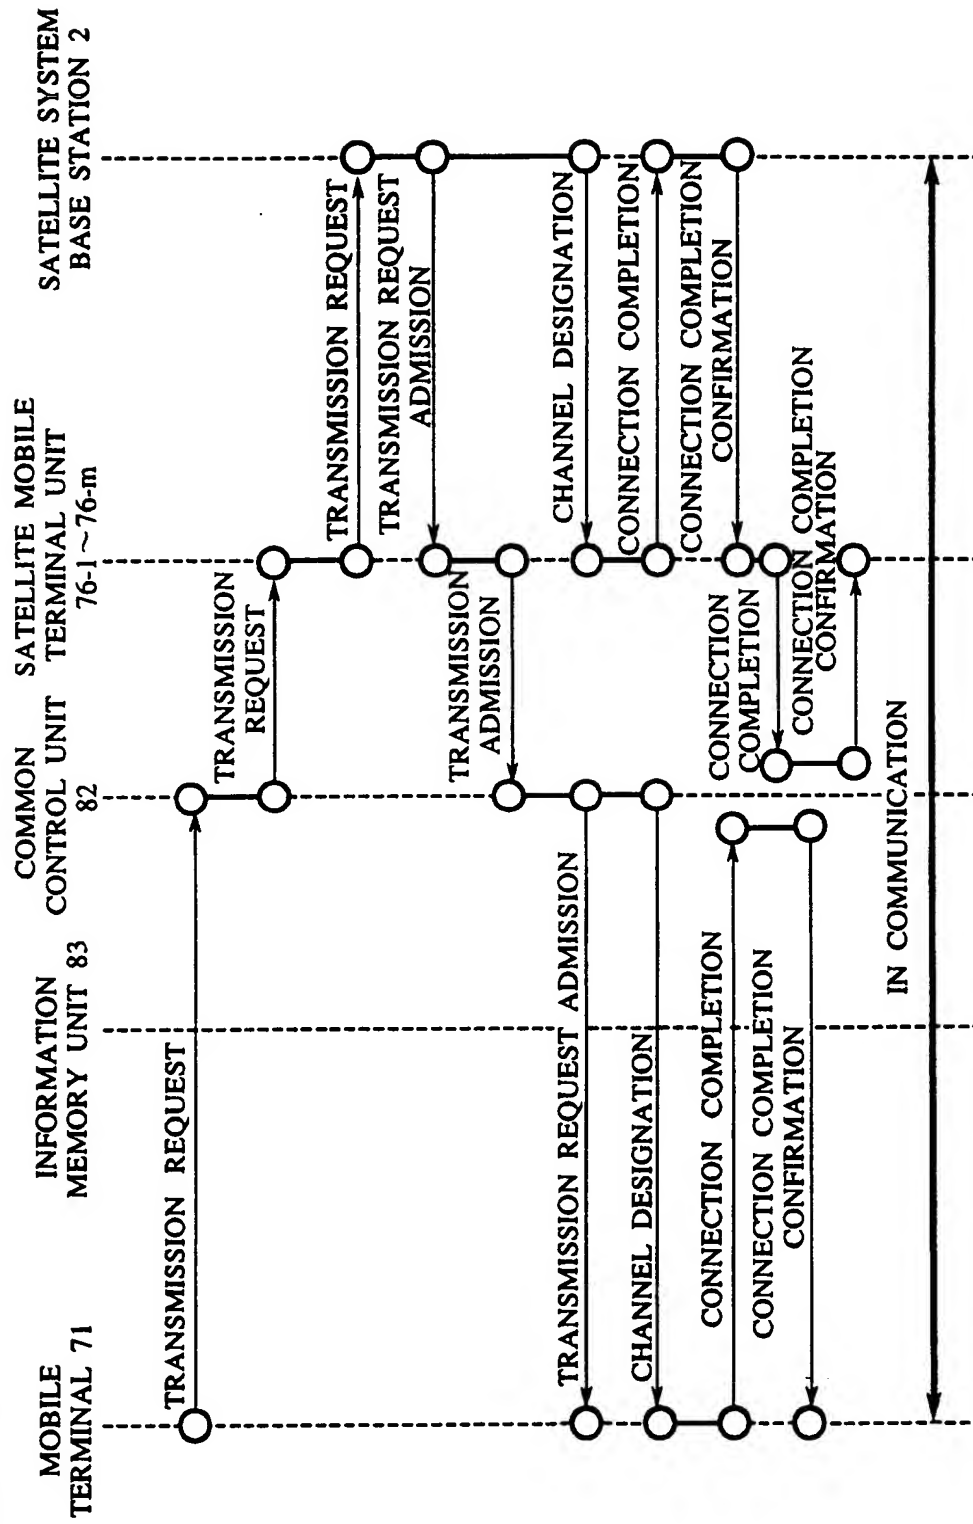 MOBILE
TERMINAL 71
INFORMATION
MEMORY UNIT 83
COMMON
CONTROL UNIT
82
SATELLITE MOBILE
TERMINAL UNIT
76-1~76-m
SATELLITE SYSTEM
BASE STATION 2
TRANSMISSION REQUEST
TRANSMISSION
REQUEST
TRANSMISSION REQUEST
TRANSMISSION REQUEST
ADMISSION
TRANSMISSION
ADMISSION
TRANSMISSION REQUEST ADMISSION
CHANNEL DESIGNATION
CHANNEL DESIGNATION
CONNECTION COMPLETION
CONNECTION COMPLETION
CONNECTION COMPLETION
CONFIRMATION
CONNECTION
COMPLETION
CONNECTION COMPLETION
CONFIRMATION
CONNECTION COMPLETION
CONFIRMATION
IN COMMUNICATION